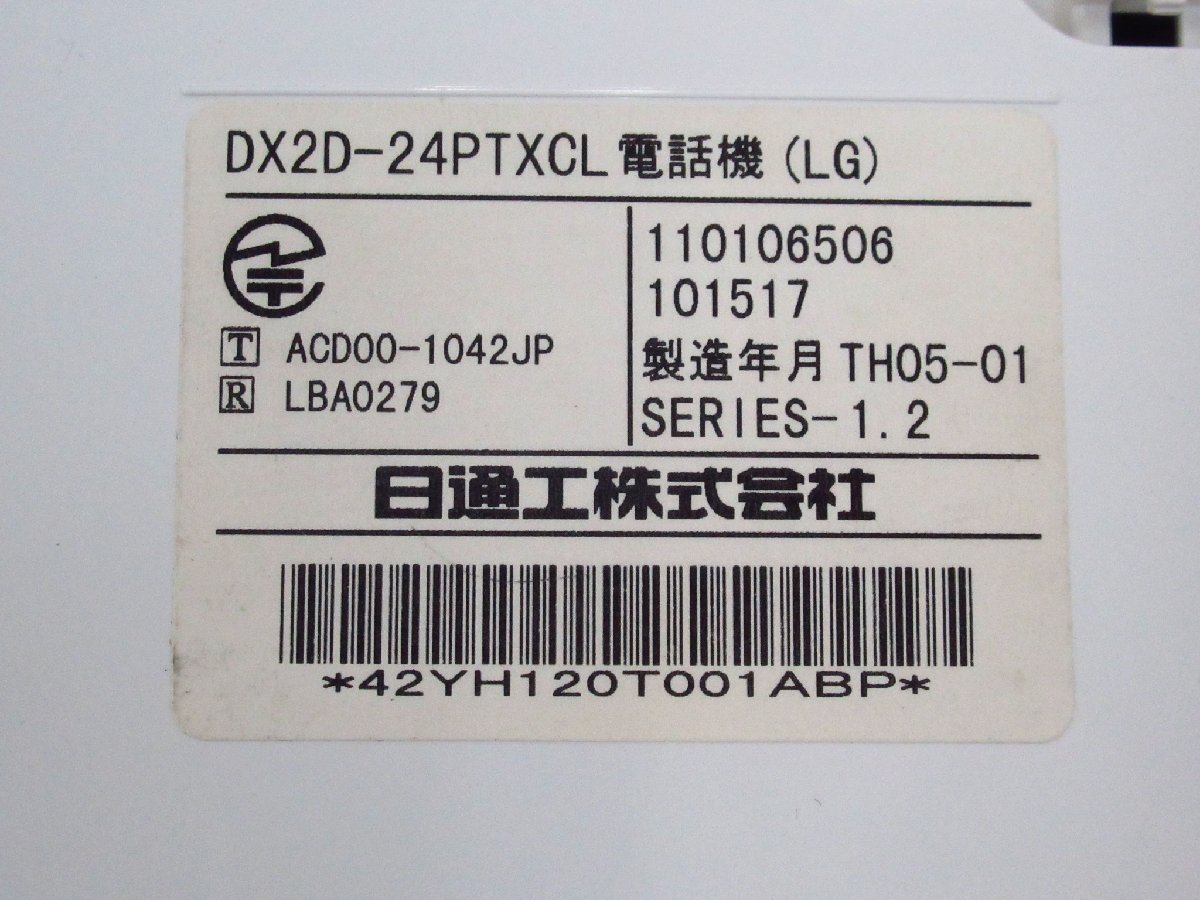 DX2D-24PTXCL 電話機 (LG)
T ACD00-1042JP
R LBA0279
110106506
101517
製造年月 TH05-01
SERIES-1.2
日通工株式会社
*42YH120T001ABP*